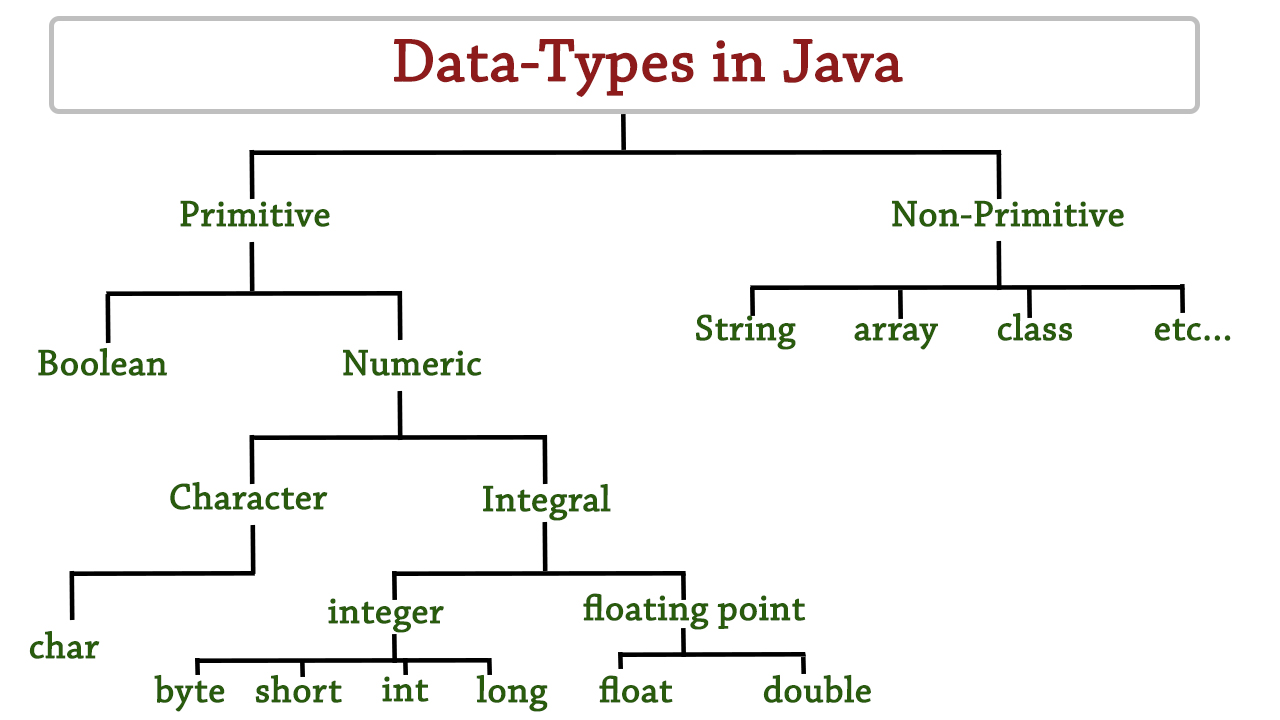 Data-Types in Java
Primitive
Non-Primitive
String
array
class
etc...
Boolean
Numeric
Character
Integral
integer
floating point
char
byte
short
int
long
float
double